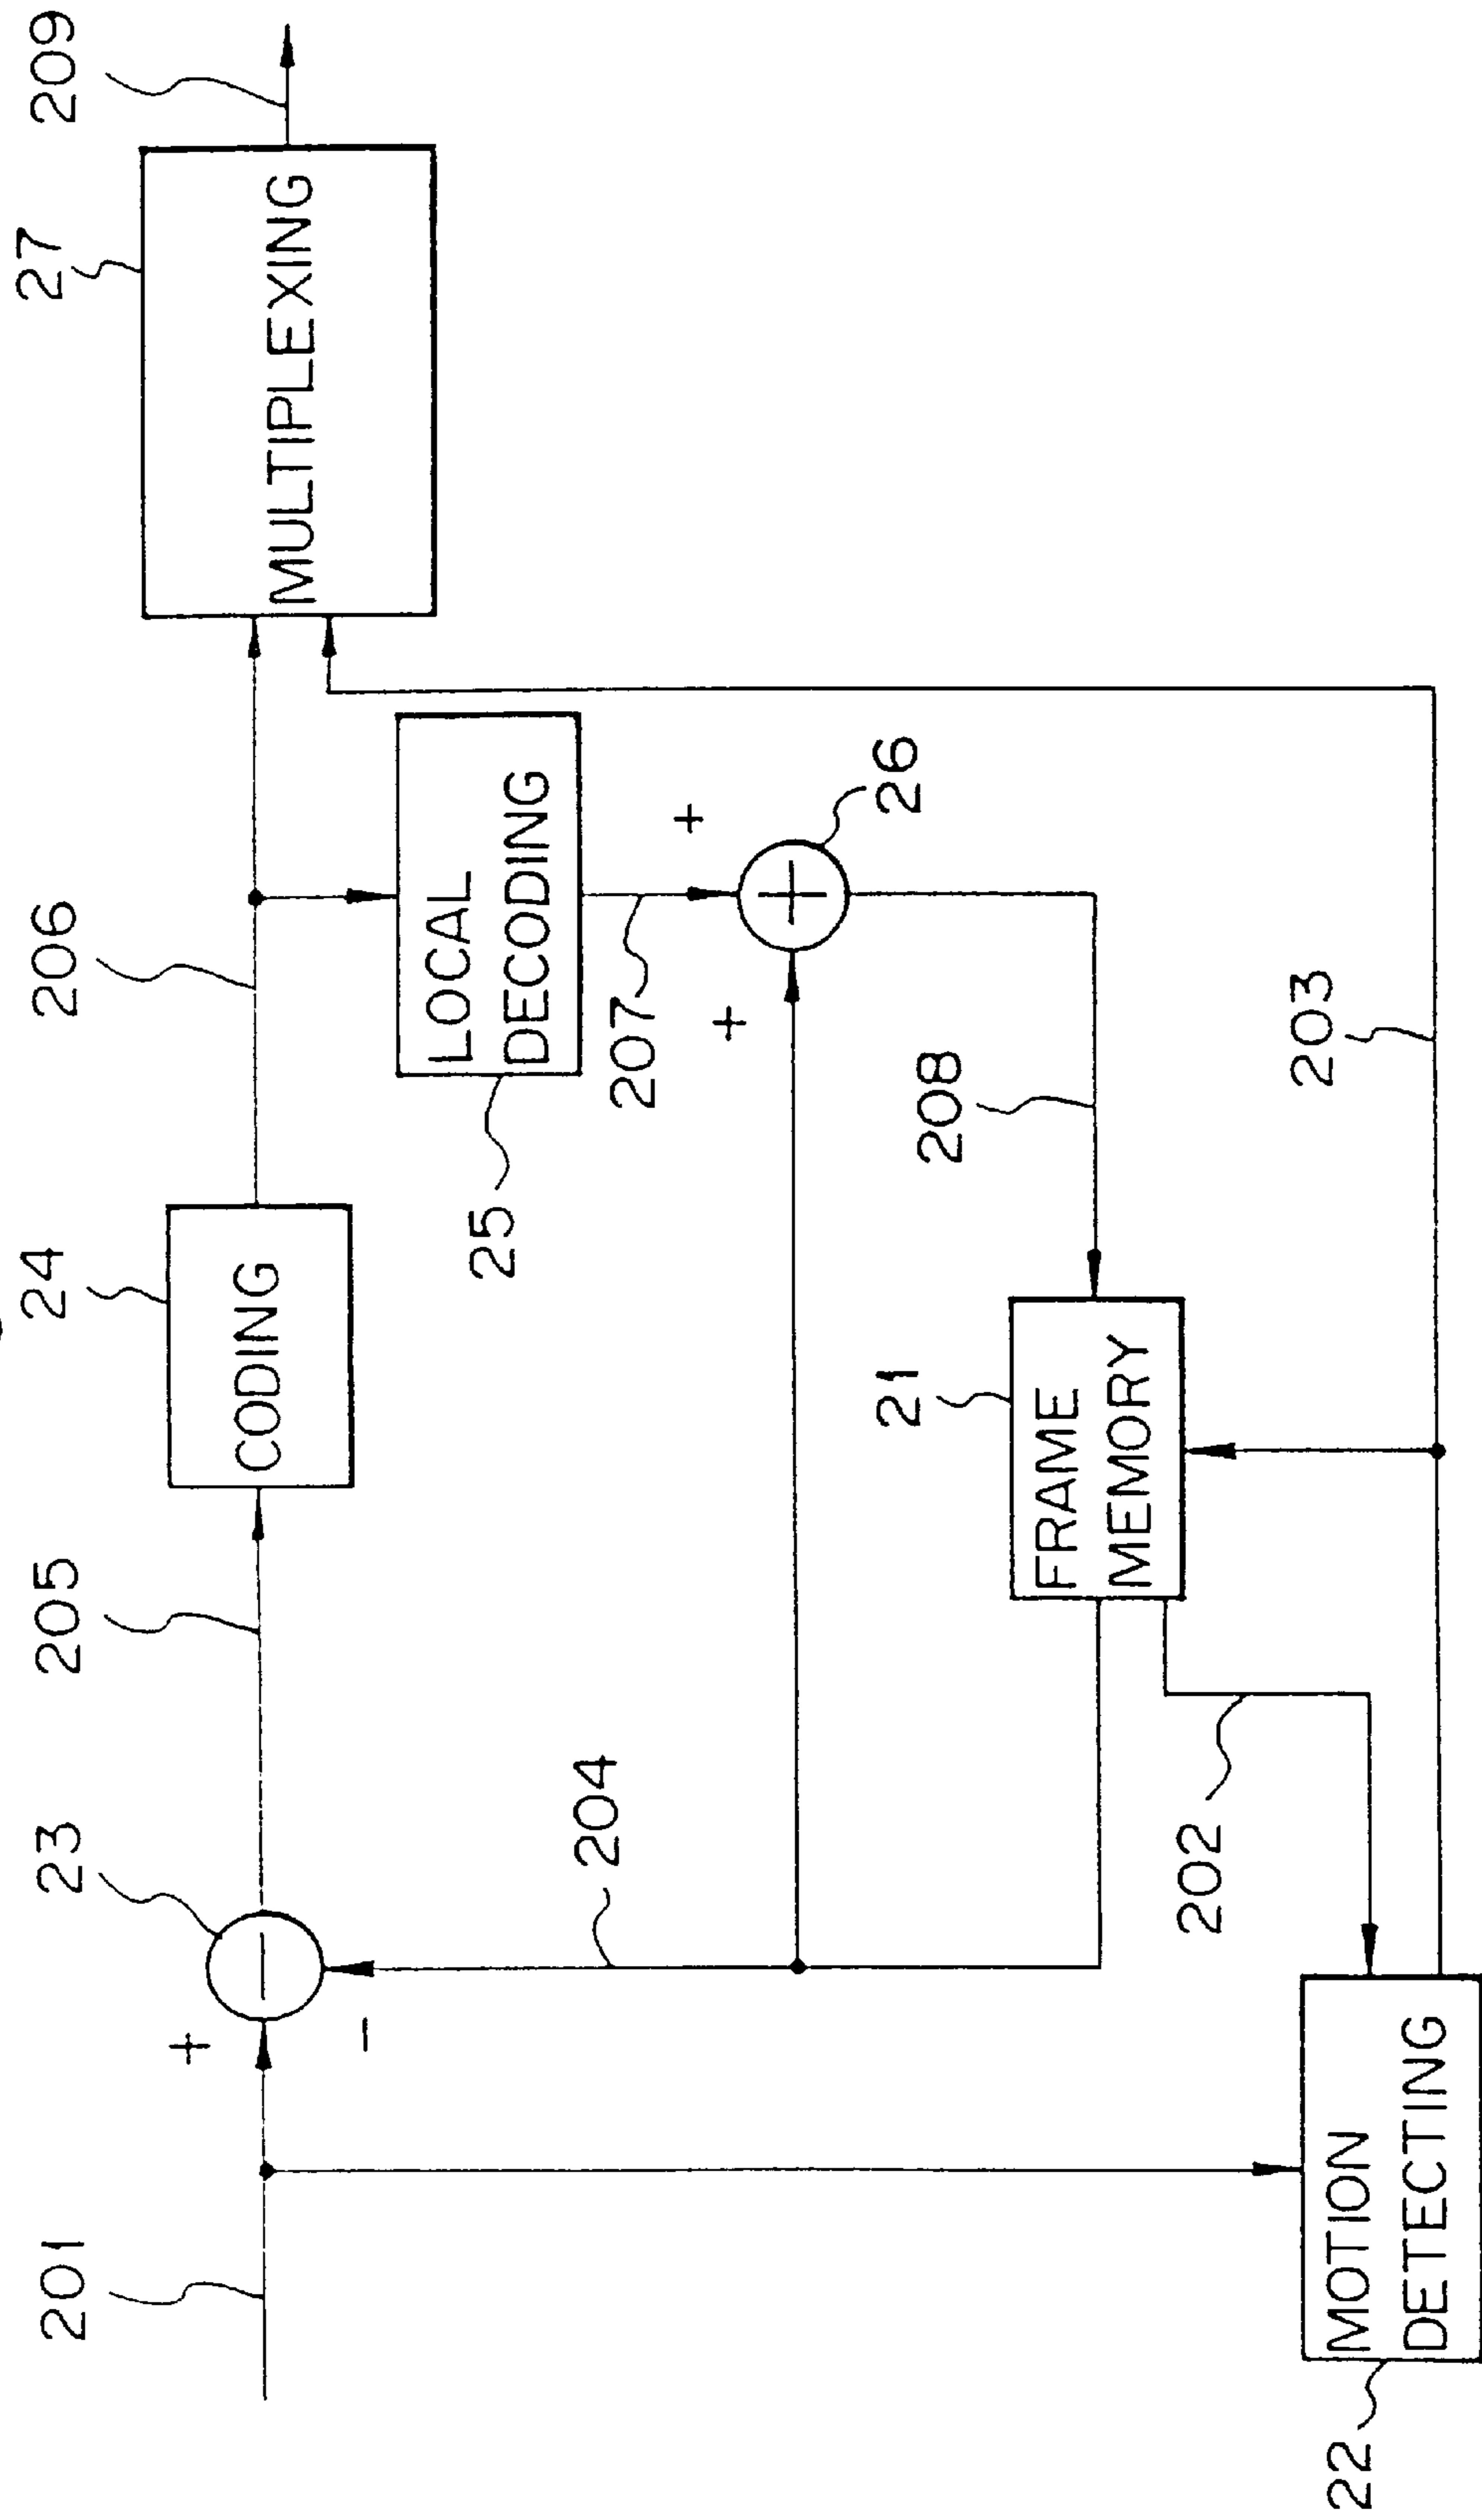 201
+
-
23
205
24
CODING
206
27
MULTIPLEXING
209
204
25
LOCAL
DECODING
207
+
+
26
208
21
FRAME
MEMORY
202
203
22
MOTION
DETECTING